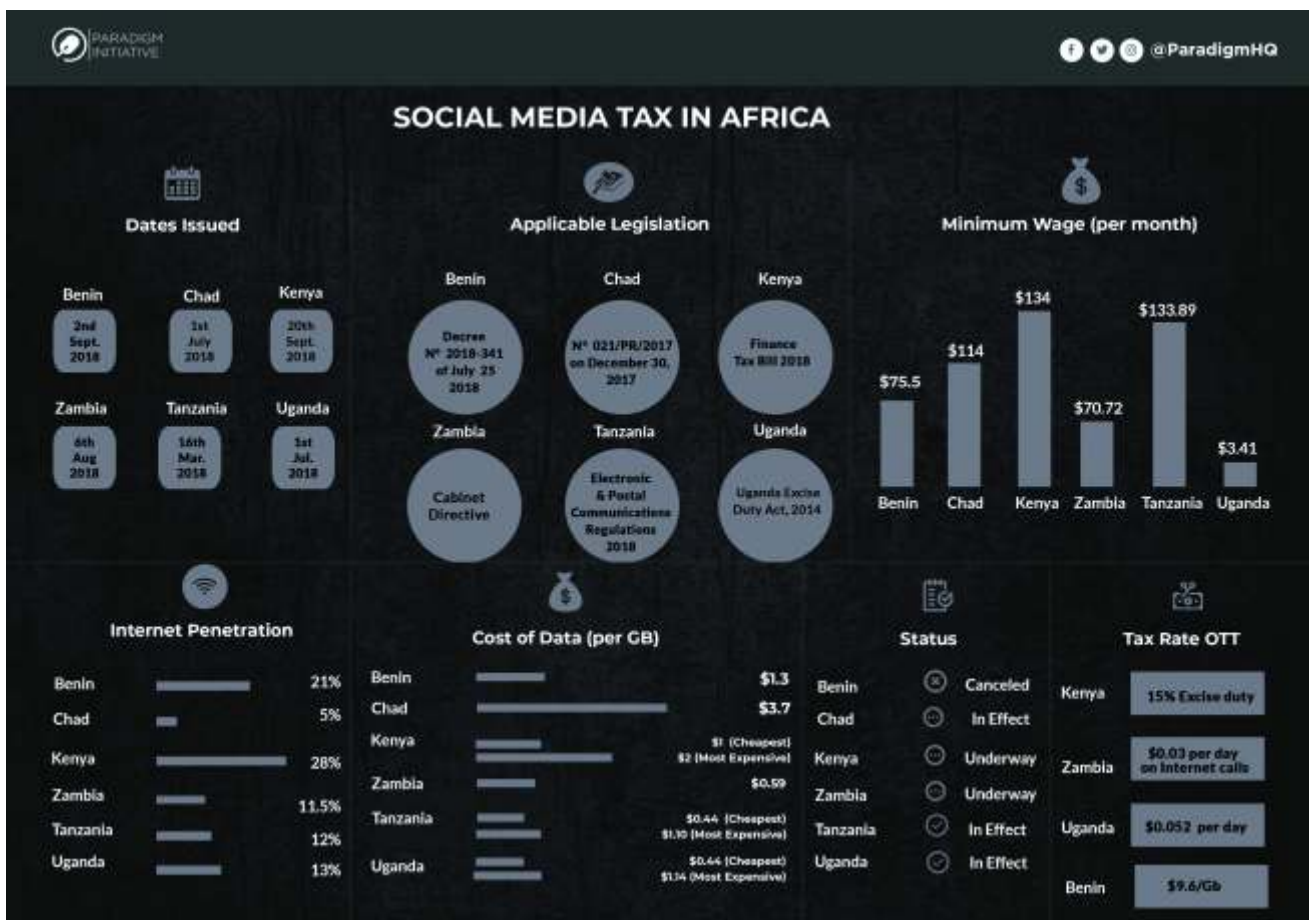 PARADIGM
INITIATIVE
@ParadigmHQ
SOCIAL MEDIA TAX IN AFRICA
Dates Issued
Benin
2nd
Sept.
2018
Chad
1st
July
2018
Kenya
20th
Sept.
2018
Zambia
6th
Aug
2018
Tanzania
16th
Mar.
2018
Uganda
1st
Jul.
2018
Applicable Legislation
Benin
Decree
N° 2018-341
of July 25
2018
Chad
N° 021/PR/2017
on December 30,
2017
Kenya
Finance
Tax Bill 2018
Zambia
Cabinet
Directive
Tanzania
Electronic
& Postal
Communications
Regulations
2018
Uganda
Uganda Excise
Duty Act, 2014
Minimum Wage (per month)
$75.5
$114
$134
$70.72
$133.89
$3.41
Benin Chad Kenya Zambia Tanzania Uganda
Internet Penetration
Benin 21%
Chad 5%
Kenya 28%
Zambia 11.5%
Tanzania 12%
Uganda 13%
Cost of Data (per GB)
Benin $1.3
Chad $3.7
Kenya $1 (Cheapest)
$2 (Most Expensive)
Zambia $0.59
Tanzania $0.44 (Cheapest)
$1.10 (Most Expensive)
Uganda $0.44 (Cheapest)
$1.14 (Most Expensive)
Status
Benin Canceled
Chad In Effect
Kenya Underway
Zambia Underway
Tanzania In Effect
Uganda In Effect
Tax Rate OTT
Kenya 15% Excise duty
Zambia $0.03 per day
on Internet calls
Uganda $0.052 per day
Benin $9.6/Gb